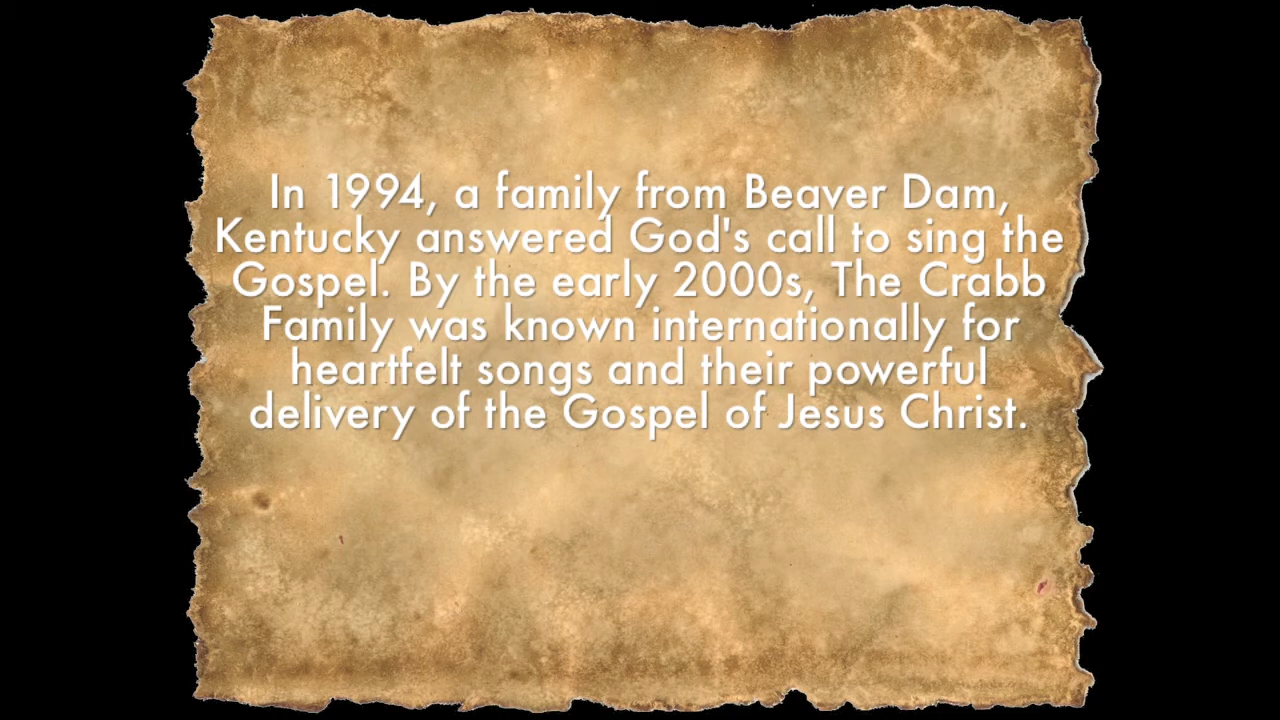 In 1994, a family from Beaver Dam,
Kentucky answered God's call to sing the
Gospel. By the early 2000s, The Crabb
Family was known internationally for
heartfelt songs and their powerful
delivery of the Gospel of Jesus Christ.